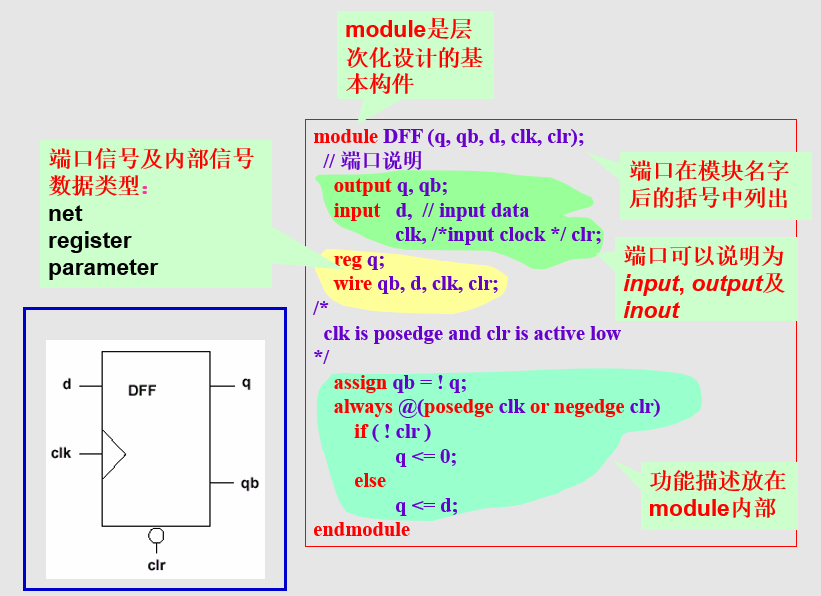 module是层
次化设计的基
本构件
端口信号及内部信号
数据类型：
net
register
parameter
module DFF (q, qb, d, clk, clr);
// 端口说明
output q, qb;
input d, // input data
clk, /*input clock */ clr;
reg q;
wire qb, d, clk, clr;
/*
clk is posedge and clr is active low
*/
assign qb = ! q;
always @(posedge clk or negedge clr)
if ( ! clr )
q <= 0;
else
q <= d;
endmodule
端口在模块名字
后的括号中列出
端口可以说明为
input, output及
inout
功能描述放在
module内部
d
DFF
q
clk
qb
clr